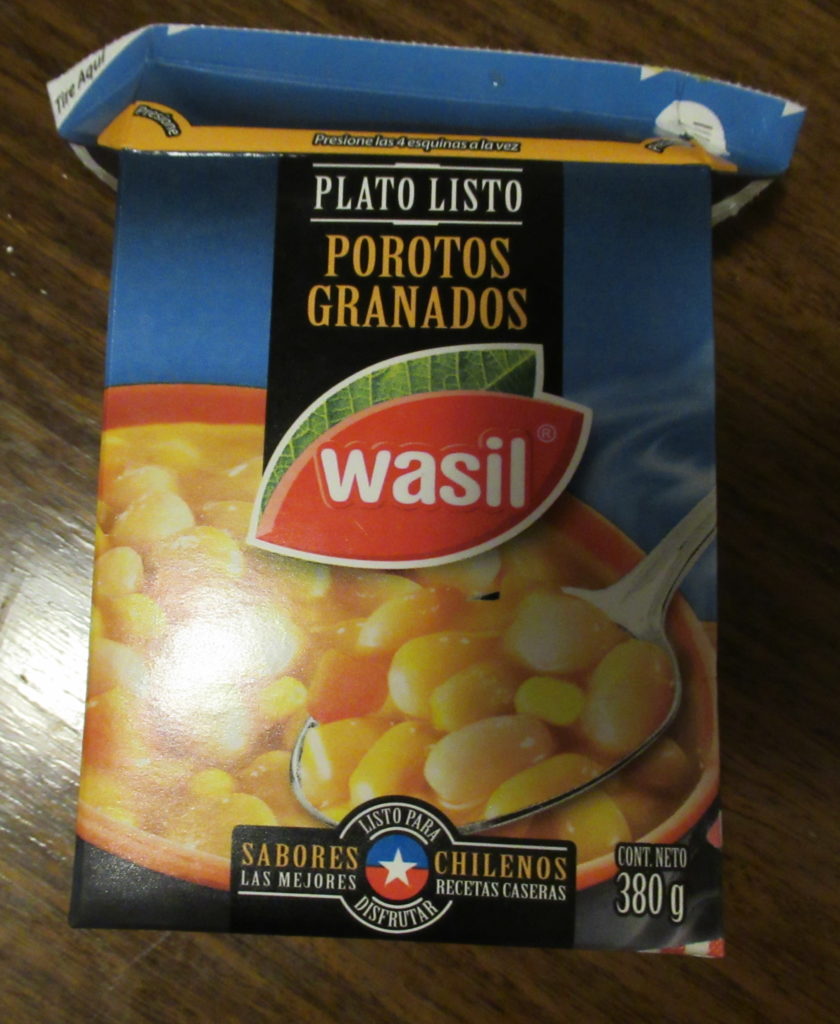 Tire Aquí
Presione
Presione las 4 esquinas a la vez
PLATO LISTO
POROTOS
GRANADOS
wasil®
LISTO PARA
SABORES CHILENOS
LAS MEJORES RECETAS CASERAS
DISFRUTAR
CONT. NETO
380 g